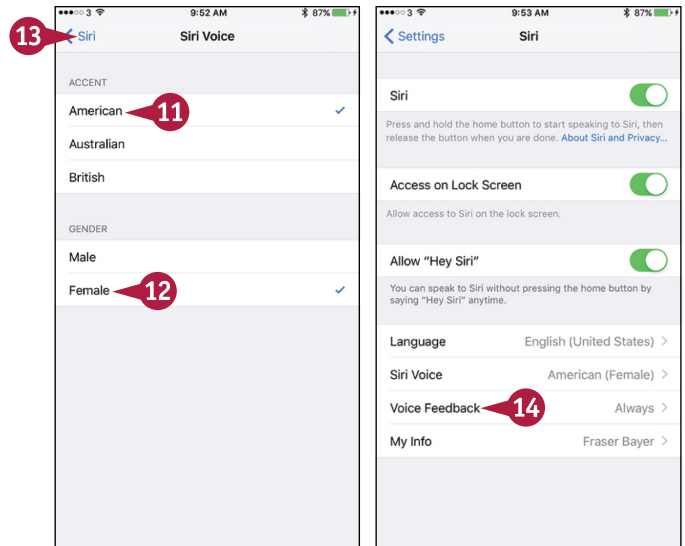 ●●●○○ 3 9:52 AM 87%
13 Siri Siri Voice
ACCENT
American 11
Australian
British
GENDER
Male
Female 12
●●●○○ 3 9:53 AM 87%
Settings Siri
Siri
Press and hold the home button to start speaking to Siri, then
release the button when you are done. About Siri and Privacy...
Access on Lock Screen
Allow access to Siri on the lock screen.
Allow “Hey Siri”
You can speak to Siri without pressing the home button by
saying “Hey Siri” anytime.
Language English (United States)
Siri Voice American (Female)
Voice Feedback 14 Always
My Info Fraser Bayer